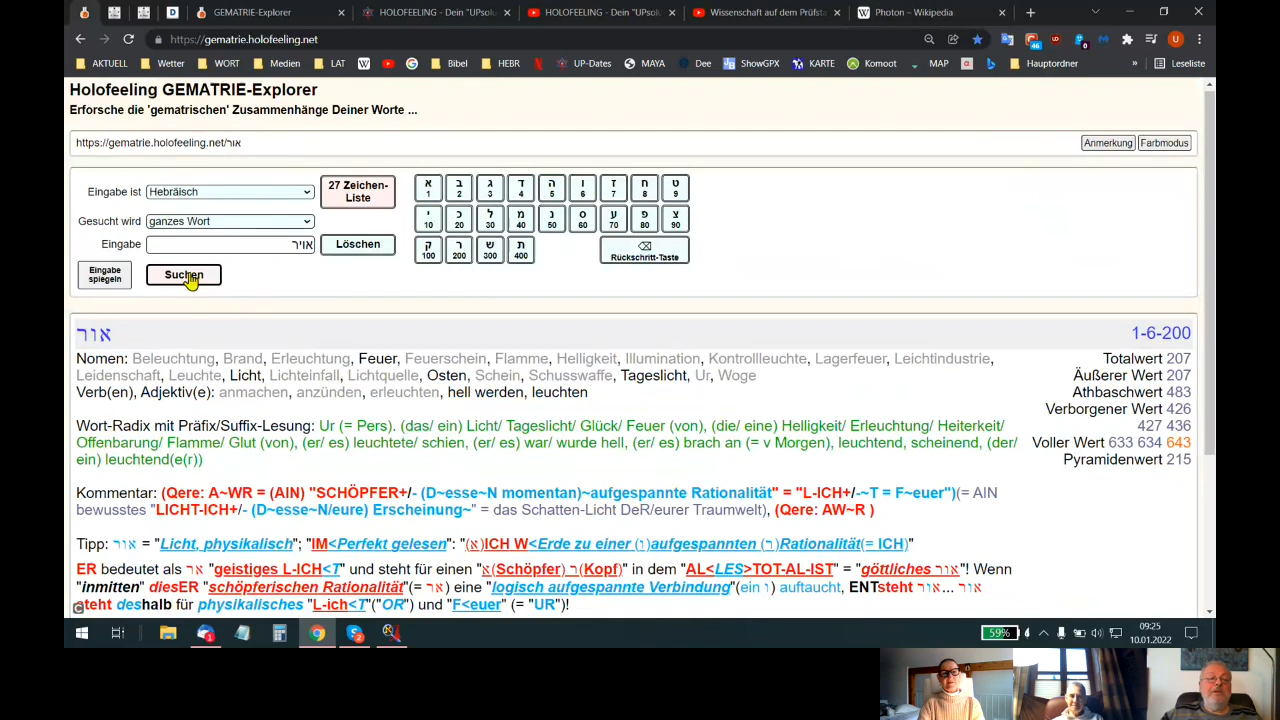 GEMATRIE-Explorer
HOLOFEELING - Dein "UPsolu
HOLOFEELING - Dein "UPsolu
Wissenschaft auf dem Prüfsta
Photon – Wikipedia
https://gematrie.holofeeling.net
AKTUELL Wetter WORT Medien LAT Bibel HEBR UP-Dates MAYA Dee ShowGPX KARTE Komoot MAP Hauptordner » Leseliste
Holofeeling GEMATRIE-Explorer
Erforsche die 'gematrischen' Zusammenhänge Deiner Worte ...
https://gematrie.holofeeling.net/אור Anmerkung Farbmodus
Eingabe ist Hebräisch 27 Zeichen-Liste
Gesucht wird ganzes Wort
Eingabe אויר Löschen
Eingabe spiegeln Suchen
א ב ג ד ה ו ז ח ט
1 2 3 4 5 6 7 8 9
י כ ל מ נ ס ע פ צ
10 20 30 40 50 60 70 80 90
ק ר ש ת ⌫
100 200 300 400 Rückschritt-Taste
אור 1-6-200
Nomen: Beleuchtung, Brand, Erleuchtung, Feuer, Feuerschein, Flamme, Helligkeit, Illumination, Kontrollleuchte, Lagerfeuer, Leichtindustrie, Totalwert 207
Leidenschaft, Leuchte, Licht, Lichteinfall, Lichtquelle, Osten, Schein, Schusswaffe, Tageslicht, Ur, Woge Äußerer Wert 207
Verb(en), Adjektiv(e): anmachen, anzünden, erleuchten, hell werden, leuchten Athbaschwert 483
Verborgener Wert 426
Wort-Radix mit Präfix/Suffix-Lesung: Ur (= Pers). (das/ ein) Licht/ Tageslicht/ Glück/ Feuer (von), (die/ eine) Helligkeit/ Erleuchtung/ Heiterkeit/ 427 436
Offenbarung/ Flamme/ Glut (von), (er/ es) leuchtete/ schien, (er/ es) war/ wurde hell, (er/ es) brach an (= v Morgen), leuchtend, scheinend, (der/ Voller Wert 633 634 643
ein) leuchtend(e(r)) Pyramidenwert 215
Kommentar: (Qere: A~WR = (AIN) "SCHÖPFER+/- (D~esse~N momentan)~aufgespannte Rationalität" = "L-ICH+/-~T = F~euer")(= AIN
bewusstes "LICHT-ICH+/- (D~esse~N/eure) Erscheinung~" = das Schatten-Licht DeR/eurer Traumwelt), (Qere: AW~R )
Tipp: אור = "Licht, physikalisch"; "IM<Perfekt gelesen": "(א)ICH W<Erde zu einer (ו)aufgespannten (ר)Rationalität(= ICH)"
ER bedeutet als אר "geistiges L-ICH<T" und steht für einen "(א)Schöpfer) ר(Kopf)" in dem "AL<LES>TOT-AL-IST" = "göttliches אור"! Wenn
"inmitten" diesER "schöpferischen Rationalität"(= אר) eine "logisch aufgespannte Verbindung"(ein ו) auftaucht, ENTsteht אור... אור
steht deshalb für physikalisches "L-ich<T"("OR") und "F<euer" (= "UR")!
59%
09:25
10.01.2022